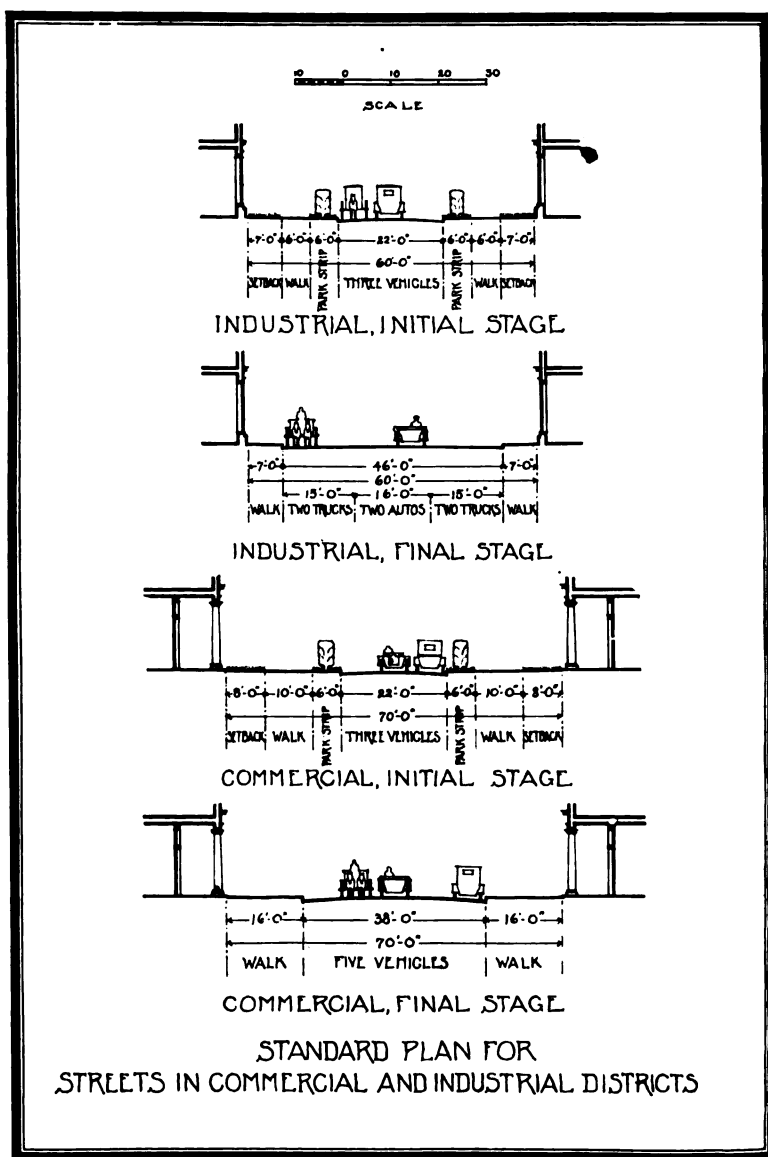 10 0 10 20 30
SCALE
7'-0" 6'-0" 6'-0" 22'-0" 6'-0" 6'-0" 7'-0"
60'-0"
SETBACK WALK PARK STRIP THREE VEHICLES PARK STRIP WALK SETBACK
INDUSTRIAL, INITIAL STAGE
7'-0" 46'-0" 7'-0"
60'-0"
15'-0" 16'-0" 15'-0"
WALK TWO TRUCKS TWO AUTOS TWO TRUCKS WALK
INDUSTRIAL, FINAL STAGE
8'-0" 10'-0" 6'-0" 22'-0" 6'-0" 10'-0" 8'-0"
70'-0"
SETBACK WALK PARK STRIP THREE VEHICLES PARK STRIP WALK SETBACK
COMMERCIAL, INITIAL STAGE
16'-0" 38'-0" 16'-0"
70'-0"
WALK FIVE VEHICLES WALK
COMMERCIAL, FINAL STAGE
STANDARD PLAN FOR
STREETS IN COMMERCIAL AND INDUSTRIAL DISTRICTS